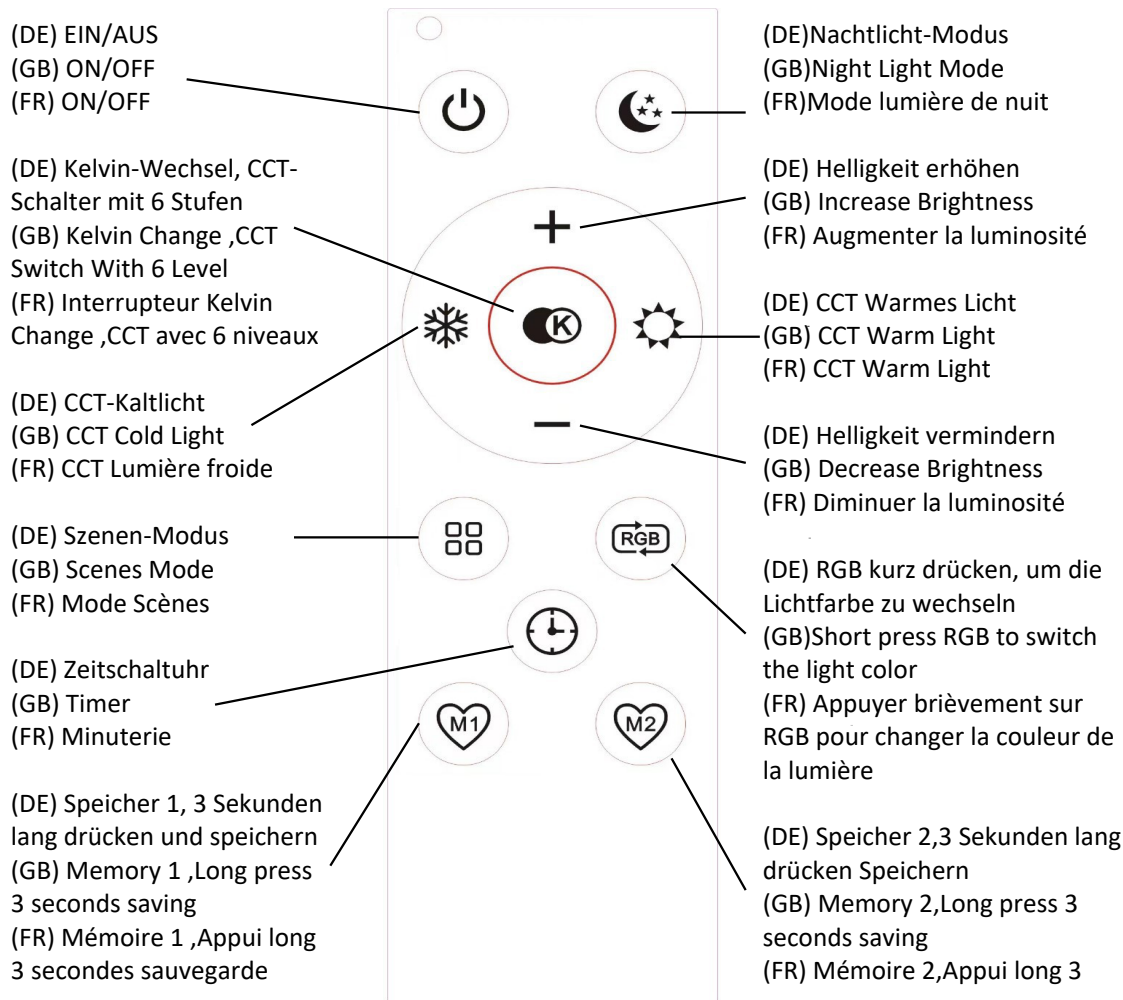 (DE) EIN/AUS
(GB) ON/OFF
(FR) ON/OFF
(DE) Kelvin-Wechsel, CCT-
Schalter mit 6 Stufen
(GB) Kelvin Change ,CCT
Switch With 6 Level
(FR) Interrupteur Kelvin
Change ,CCT avec 6 niveaux
(DE) CCT-Kaltlicht
(GB) CCT Cold Light
(FR) CCT Lumière froide
(DE) Szenen-Modus
(GB) Scenes Mode
(FR) Mode Scènes
(DE) Zeitschaltuhr
(GB) Timer
(FR) Minuterie
(DE) Speicher 1, 3 Sekunden
lang drücken und speichern
(GB) Memory 1 ,Long press
3 seconds saving
(FR) Mémoire 1 ,Appui long
3 secondes sauvegarde
K
RGB
M1
M2
(DE)Nachtlicht-Modus
(GB)Night Light Mode
(FR)Mode lumière de nuit
(DE) Helligkeit erhöhen
(GB) Increase Brightness
(FR) Augmenter la luminosité
(DE) CCT Warmes Licht
(GB) CCT Warm Light
(FR) CCT Warm Light
(DE) Helligkeit vermindern
(GB) Decrease Brightness
(FR) Diminuer la luminosité
(DE) RGB kurz drücken, um die
Lichtfarbe zu wechseln
(GB)Short press RGB to switch
the light color
(FR) Appuyer brièvement sur
RGB pour changer la couleur de
la lumière
(DE) Speicher 2,3 Sekunden lang
drücken Speichern
(GB) Memory 2,Long press 3
seconds saving
(FR) Mémoire 2,Appui long 3